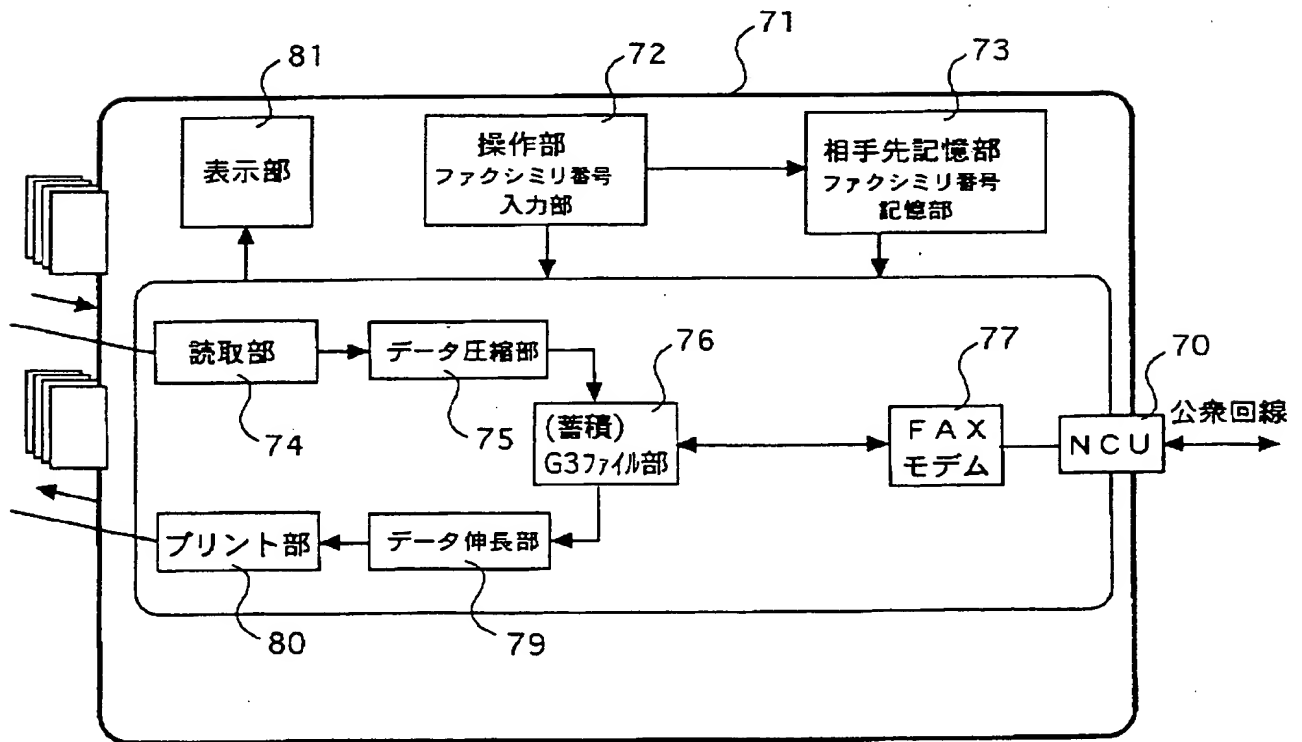 71
81
72
73
表示部
操作部
ファクシミリ番号
入力部
相手先記憶部
ファクシミリ番号
記憶部
読取部
データ圧縮部
76
77
70
74
75
(蓄積)
G3ファイル部
FAX
モデム
NCU
公衆回線
プリント部
データ伸長部
80
79